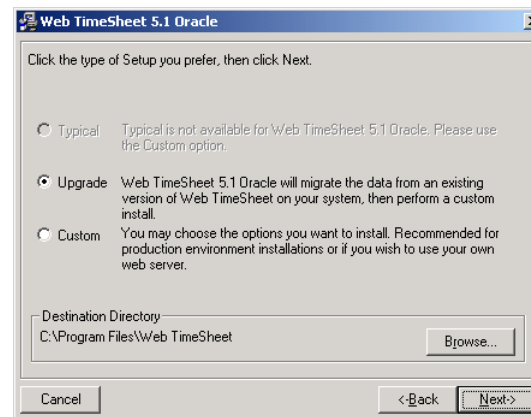 Web TimeSheet 5.1 Oracle
Click the type of Setup you prefer, then click Next.
Typical
Typical is not available for Web TimeSheet 5.1 Oracle. Please use
the Custom option.
Upgrade
Web TimeSheet 5.1 Oracle will migrate the data from an existing
version of Web TimeSheet on your system, then perform a custom
install.
Custom
You may choose the options you want to install. Recommended for
production environment installations or if you wish to use your own
web server.
Destination Directory
C:\Program Files\Web TimeSheet
Browse...
Cancel
<-Back
Next->